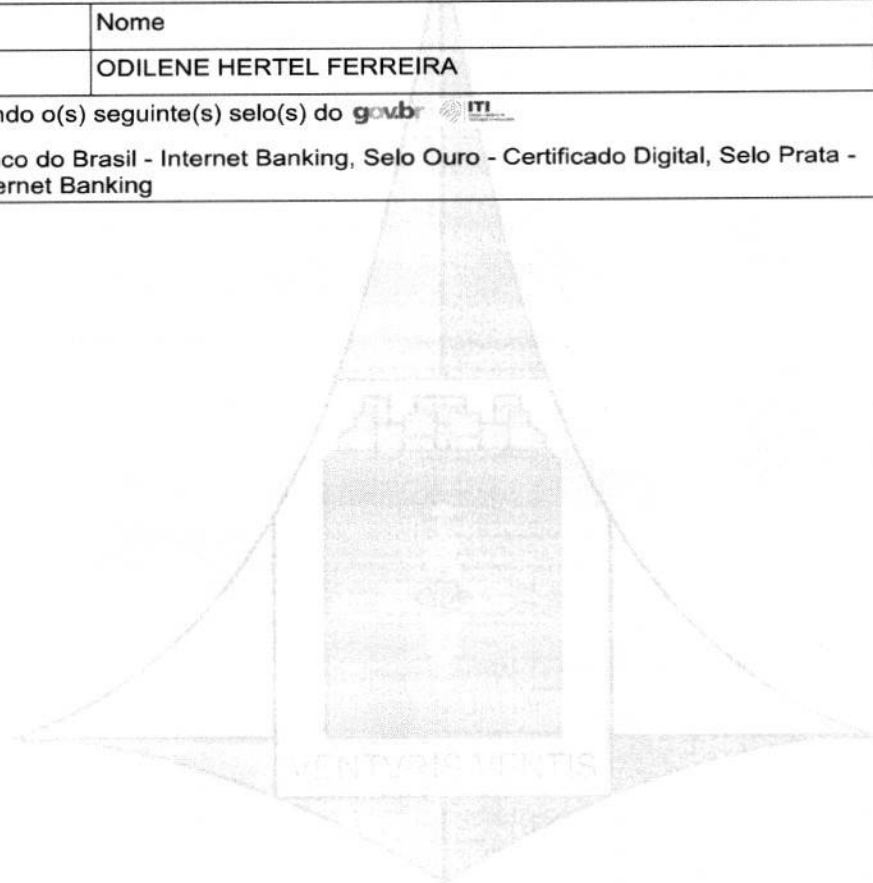 Nome
ODILENE HERTEL FERREIRA
ndo o(s) seguinte(s) selo(s) do gov.br ITI
co do Brasil - Internet Banking, Selo Ouro - Certificado Digital, Selo Prata -
ernet Banking
VENTVRIS VENTIS